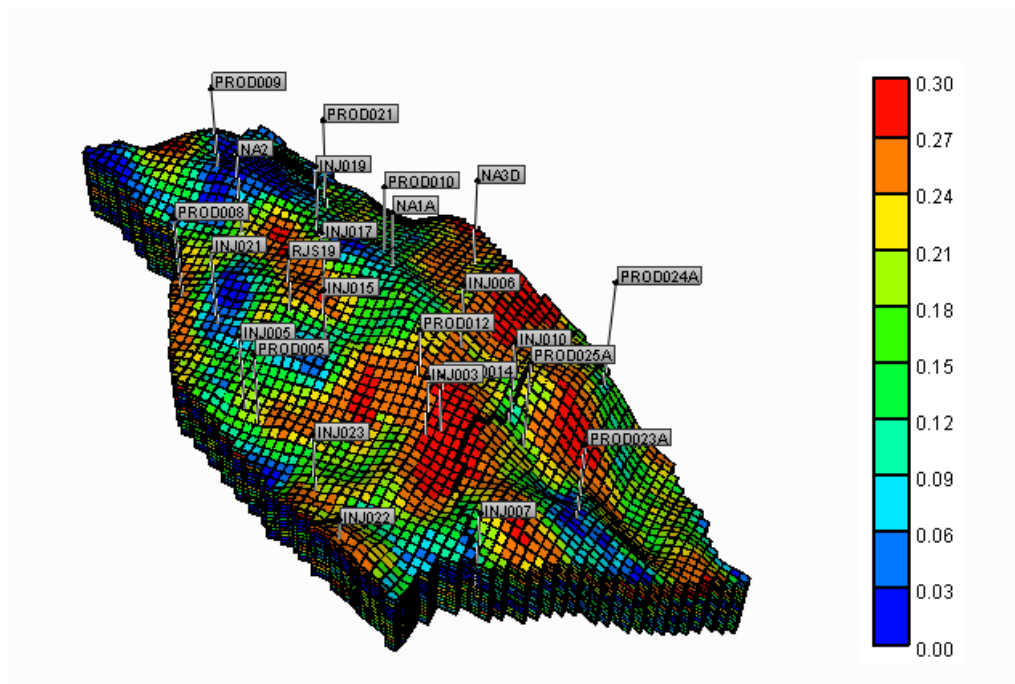 PROD009
PROD021
NA2
INJ019
PROD010
NA3D
NA1A
PROD008
INJ017
INJ021
RJS19
PROD024A
INJ015
INJ006
PROD012
INJ005
PROD005
INJ010
PROD025A
INJ003
014
INJ023
PROD023A
INJ022
INJ007
0.30
0.27
0.24
0.21
0.18
0.15
0.12
0.09
0.06
0.03
0.00